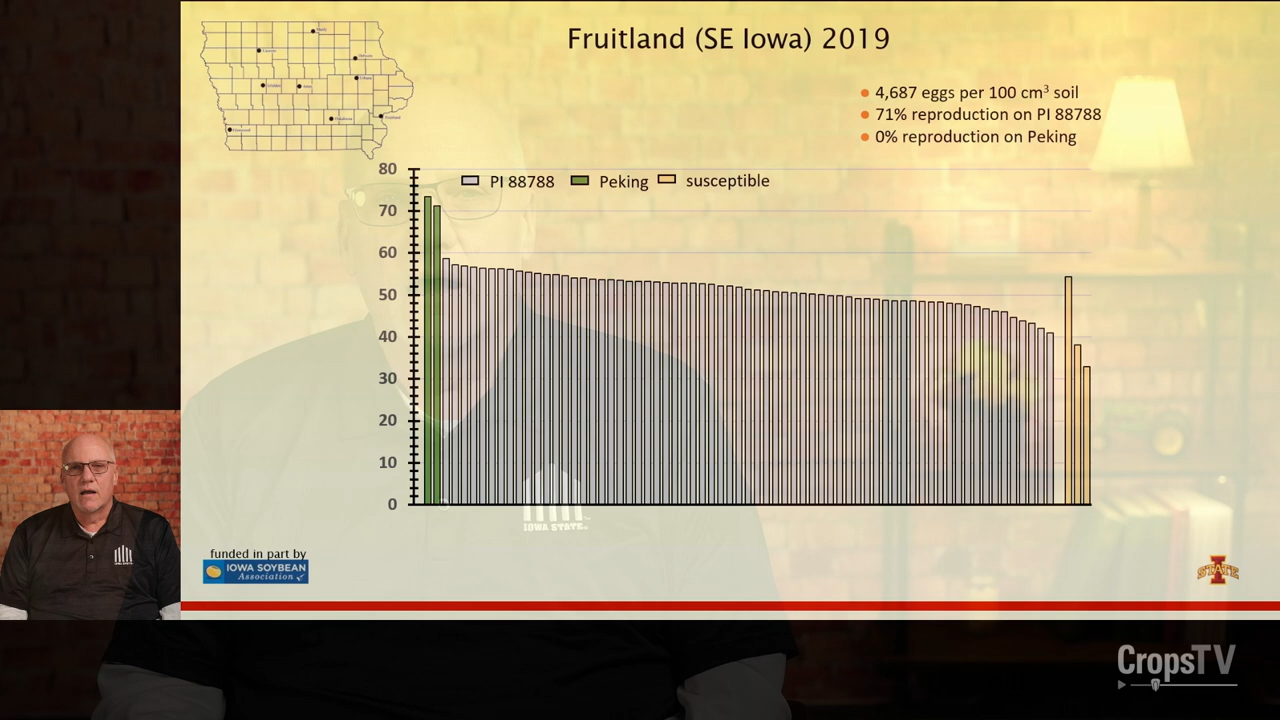 Fruitland (SE Iowa) 2019
4,687 eggs per 100 cm³ soil
71% reproduction on PI 88788
0% reproduction on Peking
PI 88788 Peking susceptible
80
70
60
50
40
30
20
10
0
IOWA STATE
funded in part by
IOWA SOYBEAN
Association
STATE
CropsTV